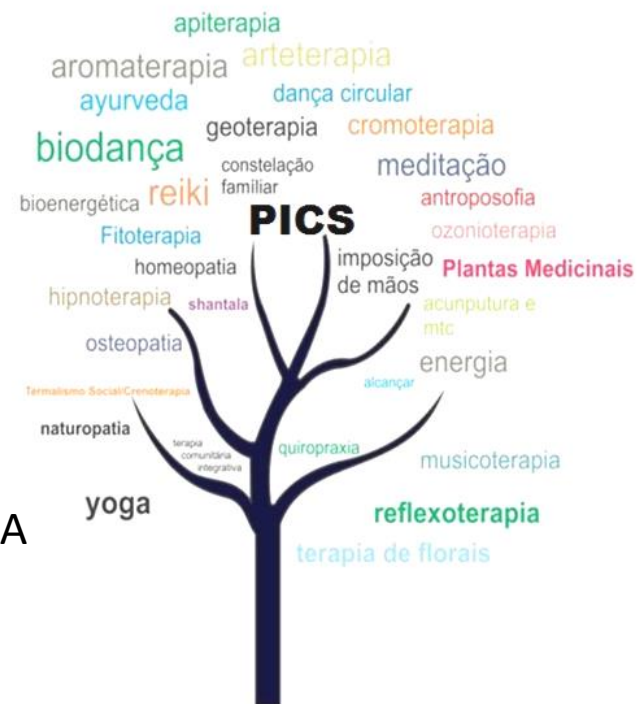 apiterapia
arteterapia
aromaterapia
ayurveda
dança circular
geoterapia
cromoterapia
biodança
constelação
familiar
meditação
bioenergética
reiki
antroposofia
PICS
Fitoterapia
ozonioterapia
homeopatia
imposição
de mãos
Plantas Medicinais
hipnoterapia
shantala
acunputura e
mtc
osteopatia
energia
alcançar
Termalismo Social/Crenoterapia
naturopatia
terapia
comunitária
integrativa
quiropraxia
musicoterapia
yoga
reflexoterapia
A
terapia de florais